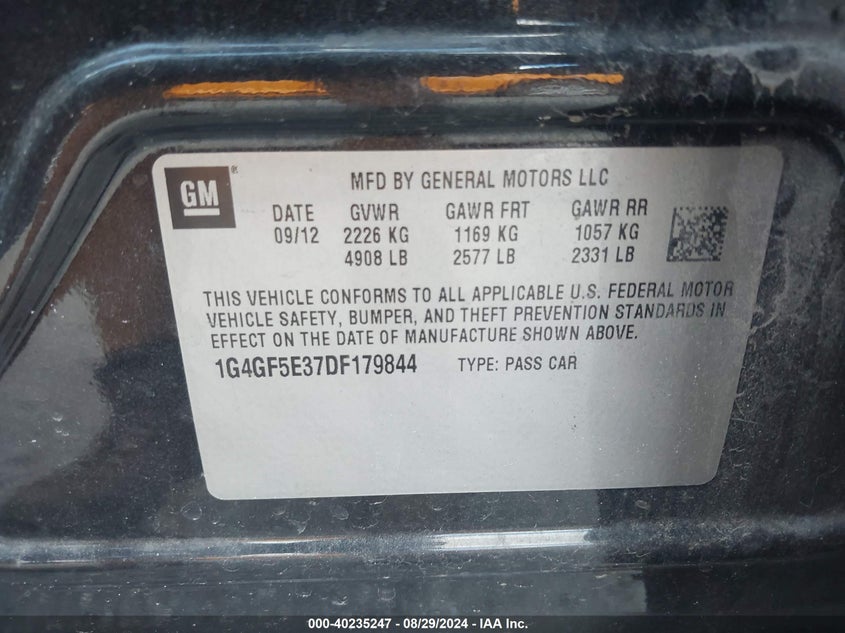 GM®
MFD BY GENERAL MOTORS LLC
DATE GVWR GAWR FRT GAWR RR
09/12 2226 KG 1169 KG 1057 KG
4908 LB 2577 LB 2331 LB
THIS VEHICLE CONFORMS TO ALL APPLICABLE U.S. FEDERAL MOTOR
VEHICLE SAFETY, BUMPER, AND THEFT PREVENTION STANDARDS IN
EFFECT ON THE DATE OF MANUFACTURE SHOWN ABOVE.
1G4GF5E37DF179844 TYPE: PASS CAR
000-40235247 - 08/29/2024 - IAA Inc.